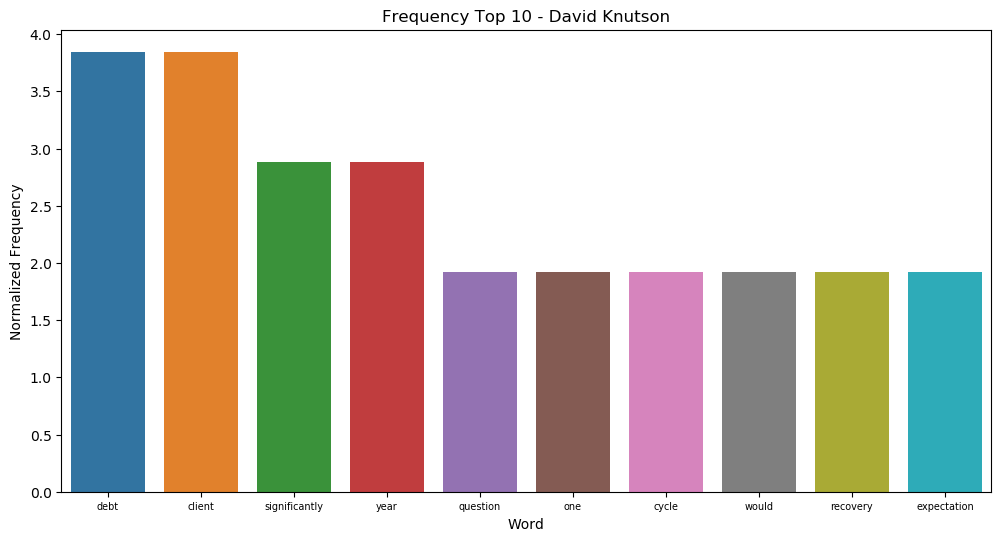 Frequency Top 10 - David Knutson
Normalized Frequency
4.0
3.5
3.0
2.5
2.0
1.5
1.0
0.5
0.0
debt client significantly year question one cycle would recovery expectation
Word